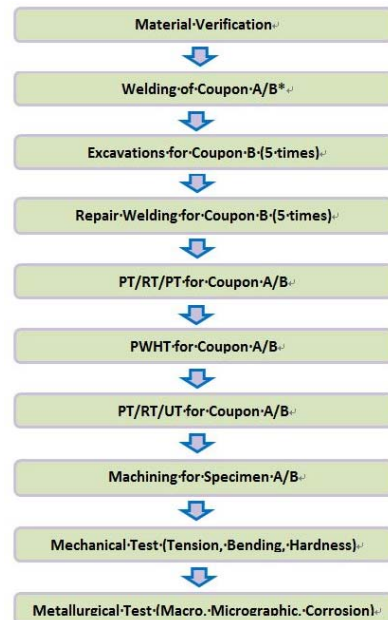 Material Verification
Welding of Coupon A/B*
Excavations for Coupon B (5 times)
Repair Welding for Coupon B (5 times)
PT/RT/PT for Coupon A/B
PWHT for Coupon A/B
PT/RT/UT for Coupon A/B
Machining for Specimen A/B
Mechanical Test (Tension, Bending, Hardness)
Metallurgical Test (Macro, Micrographic, Corrosion)